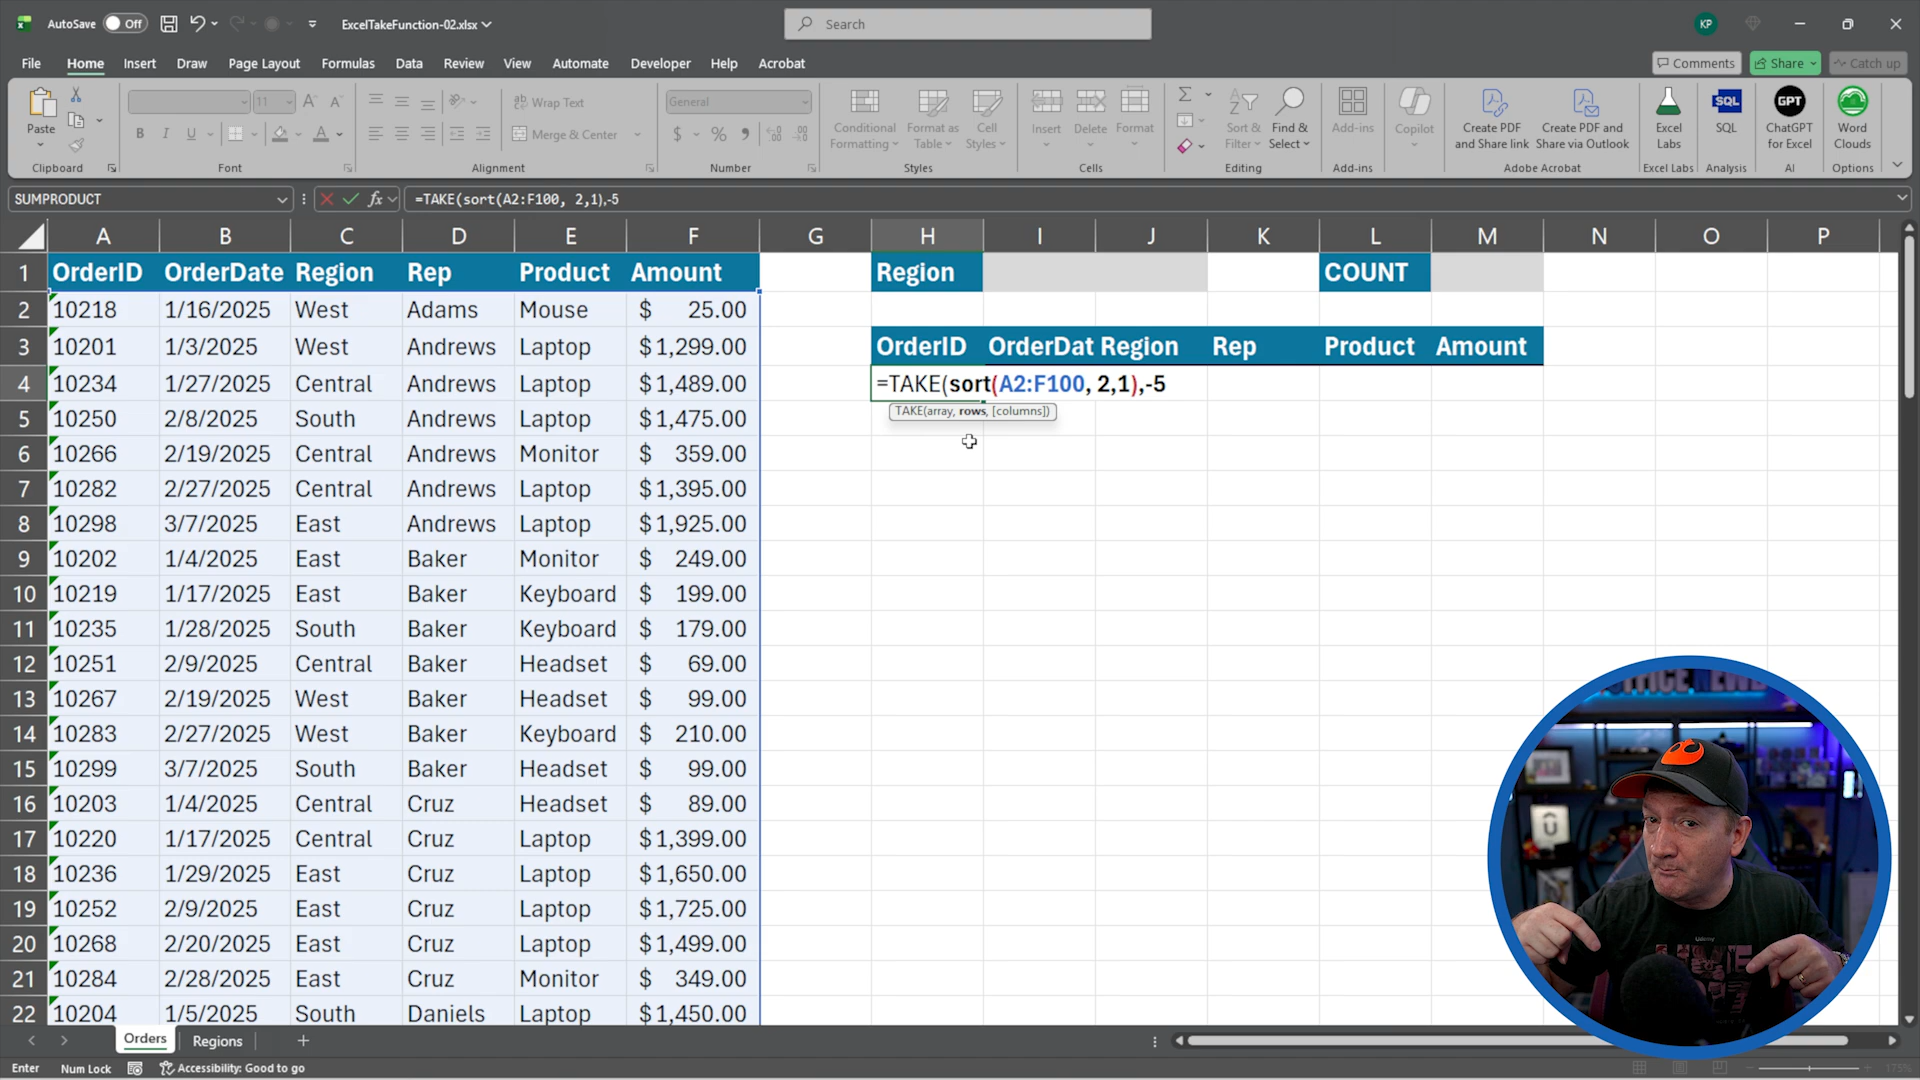 AutoSave Off ExcelTakeFunction-02.xlsx Search KP
File Home Insert Draw Page Layout Formulas Data Review View Automate Developer Help Acrobat Comments Share Catch up
Paste 11 Wrap Text General Conditional Formatting Format as Table Cell Styles Insert Delete Format Sort & Filter Find & Select Add-ins Copilot Create PDF and Share link Create PDF and Share via Outlook Excel Labs SQL ChatGPT for Excel Word Clouds
B I U A Merge & Center $ % SQL GPT
Clipboard Font Alignment Number Styles Cells Editing Add-ins Adobe Acrobat Excel Labs Analysis AI Options
SUMPRODUCT fx =TAKE(sort(A2:F100, 2,1),-5
A B C D E F G H I J K L M N O P
1 OrderID OrderDate Region Rep Product Amount Region COUNT
2 10218 1/16/2025 West Adams Mouse $ 25.00
3 10201 1/3/2025 West Andrews Laptop $1,299.00 OrderID OrderDat Region Rep Product Amount
4 10234 1/27/2025 Central Andrews Laptop $1,489.00 =TAKE(sort(A2:F100, 2,1),-5
TAKE(array, rows, [columns])
5 10250 2/8/2025 South Andrews Laptop $1,475.00
6 10266 2/19/2025 Central Andrews Monitor $ 359.00
7 10282 2/27/2025 Central Andrews Laptop $1,395.00
8 10298 3/7/2025 East Andrews Laptop $1,925.00
9 10202 1/4/2025 East Baker Monitor $ 249.00
10 10219 1/17/2025 East Baker Keyboard $ 199.00
11 10235 1/28/2025 South Baker Keyboard $ 179.00
12 10251 2/9/2025 Central Baker Headset $ 69.00
13 10267 2/19/2025 West Baker Headset $ 99.00
14 10283 2/27/2025 West Baker Keyboard $ 210.00
15 10299 3/7/2025 South Baker Headset $ 99.00
16 10203 1/4/2025 Central Cruz Headset $ 89.00
17 10220 1/17/2025 Central Cruz Laptop $1,399.00
18 10236 1/29/2025 East Cruz Laptop $1,650.00
19 10252 2/9/2025 East Cruz Laptop $1,725.00
20 10268 2/20/2025 East Cruz Laptop $1,499.00
21 10284 2/28/2025 East Cruz Monitor $ 349.00
22 10204 1/5/2025 South Daniels Laptop $1,450.00
Orders Regions
Enter Num Lock Accessibility: Good to go 175%